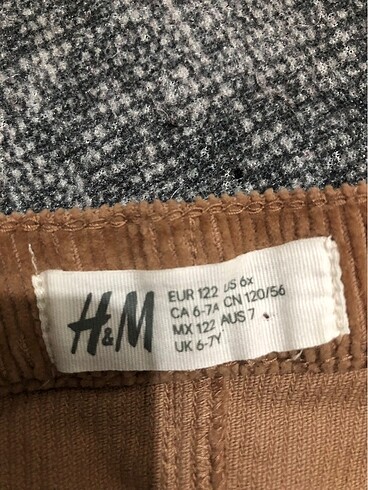 H&M
EUR 122 US 6x
CA 6-7A CN 120/56
MX 122 AUS 7
UK 6-7Y